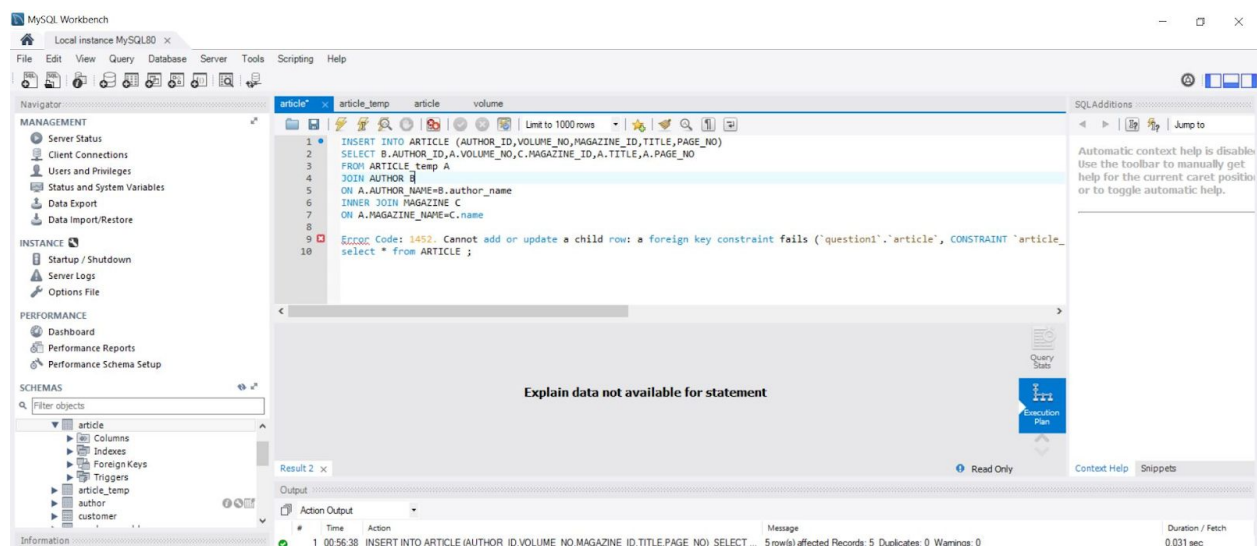 MySQL Workbench
Local instance MySQL80
File Edit View Query Database Server Tools Scripting Help
Navigator
MANAGEMENT
Server Status
Client Connections
Users and Privileges
Status and System Variables
Data Export
Data Import/Restore
INSTANCE
Startup / Shutdown
Server Logs
Options File
PERFORMANCE
Dashboard
Performance Reports
Performance Schema Setup
SCHEMAS
Filter objects
article
Columns
Indexes
Foreign Keys
Triggers
article_temp
author
customer
Information
article* article_temp article volume
Limit to 1000 rows
1 INSERT INTO ARTICLE (AUTHOR_ID,VOLUME_NO,MAGAZINE_ID,TITLE,PAGE_NO)
2 SELECT B.AUTHOR_ID,A.VOLUME_NO,C.MAGAZINE_ID,A.TITLE,A.PAGE_NO
3 FROM ARTICLE_temp A
4 JOIN AUTHOR B
5 ON A.AUTHOR_NAME=B.author_name
6 INNER JOIN MAGAZINE C
7 ON A.MAGAZINE_NAME=C.name
8
9 Error Code: 1452. Cannot add or update a child row: a foreign key constraint fails (`question1`.`article`, CONSTRAINT `article_
10 select * from ARTICLE ;
Explain data not available for statement
Query Stats
Execution Plan
Result 2
Read Only
Output
Action Output
# Time Action Message Duration / Fetch
1 00:56:38 INSERT INTO ARTICLE (AUTHOR_ID,VOLUME_NO,MAGAZINE_ID,TITLE,PAGE_NO) SELECT ... 5 row(s) affected Records: 5 Duplicates: 0 Warnings: 0 0.031 sec
SQLAdditions
Jump to
Automatic context help is disable
Use the toolbar to manually get
help for the current caret positio
or to toggle automatic help.
Context Help Snippets